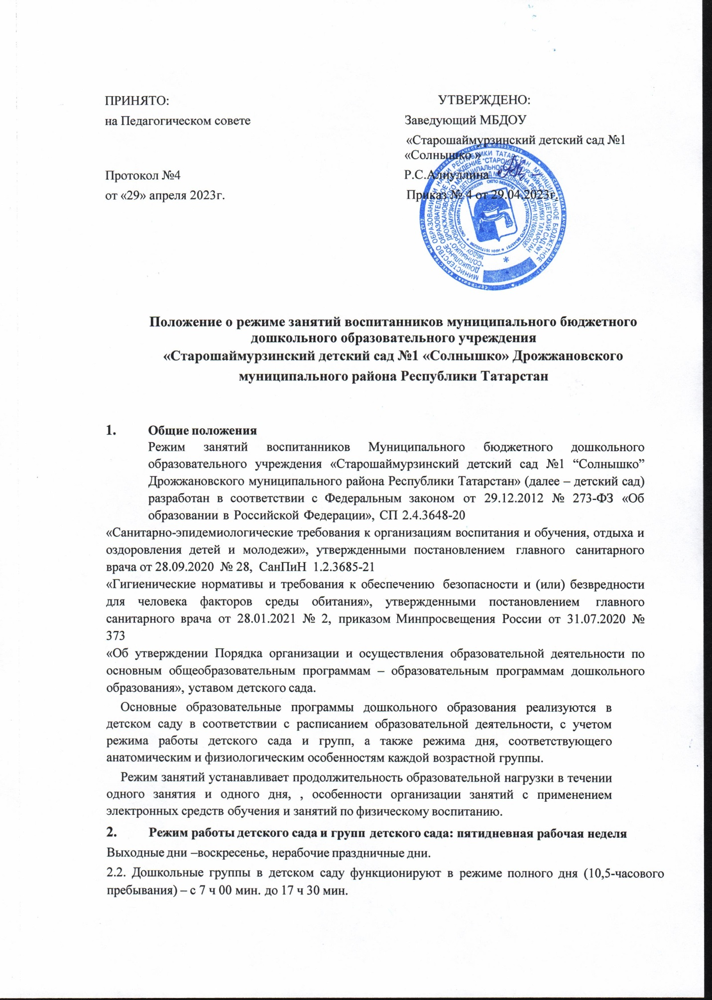 ПРИНЯТО:
УТВЕРЖДЕНО:
на Педагогическом совете
Заведующий МБДОУ
«Старошаймурзинский детский сад №1
«Солнышко »
Протокол №4
Р.С.Алиуллина
от «29» апреля 2023г.
Приказ № 4 от 29.04.2023г.
Положение о режиме занятий воспитанников муниципального бюджетного
дошкольного образовательного учреждения
«Старошаймурзинский детский сад №1 «Солнышко» Дрожжановского
муниципального района Республики Татарстан
1. Общие положения
Режим занятий воспитанников Муниципального бюджетного дошкольного
образовательного учреждения «Старошаймурзинский детский сад №1 “Солнышко”
Дрожжановского муниципального района Республики Татарстан» (далее – детский сад)
разработан в соответствии с Федеральным законом от 29.12.2012 № 273-ФЗ «Об
образовании в Российской Федерации», СП 2.4.3648-20
«Санитарно-эпидемиологические требования к организациям воспитания и обучения, отдыха и
оздоровления детей и молодежи», утвержденными постановлением главного санитарного
врача от 28.09.2020 № 28, СанПиН 1.2.3685-21
«Гигиенические нормативы и требования к обеспечению безопасности и (или) безвредности
для человека факторов среды обитания», утвержденными постановлением главного
санитарного врача от 28.01.2021 № 2, приказом Минпросвещения России от 31.07.2020 №
373
«Об утверждении Порядка организации и осуществления образовательной деятельности по
основным общеобразовательным программам – образовательным программам дошкольного
образования», уставом детского сада.
Основные образовательные программы дошкольного образования реализуются в
детском саду в соответствии с расписанием образовательной деятельности, с учетом
режима работы детского сада и групп, а также режима дня, соответствующего
анатомическим и физиологическим особенностям каждой возрастной группы.
Режим занятий устанавливает продолжительность образовательной нагрузки в течении
одного занятия и одного дня, , особенности организации занятий с применением
электронных средств обучения и занятий по физическому воспитанию.
2. Режим работы детского сада и групп детского сада: пятидневная рабочая неделя
Выходные дни –воскресенье, нерабочие праздничные дни.
2.2. Дошкольные группы в детском саду функционируют в режиме полного дня (10,5-часового
пребывания) – с 7 ч 00 мин. до 17 ч 30 мин.